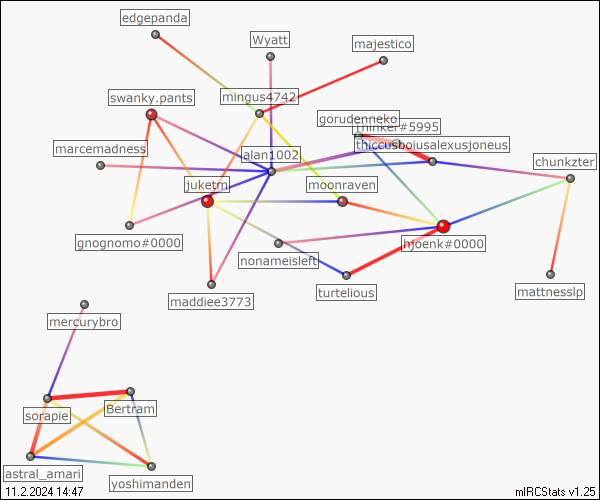 edgepanda
Wyatt
majestico
swanky.pants
mingus4742
gorudenneko
thinker#5995
marcemadness
alan1002
thiccusboiusalexusjoneus
chunkzter
juketm
moonraven
gnognomo#0000
nonameisleft
hjoenk#0000
maddiee3773
turtelious
mattnesslp
mercurybro
sorapie
Bertram
astral_amari
yoshimanden
11.2.2024 14:47
mIRCStats v1.25